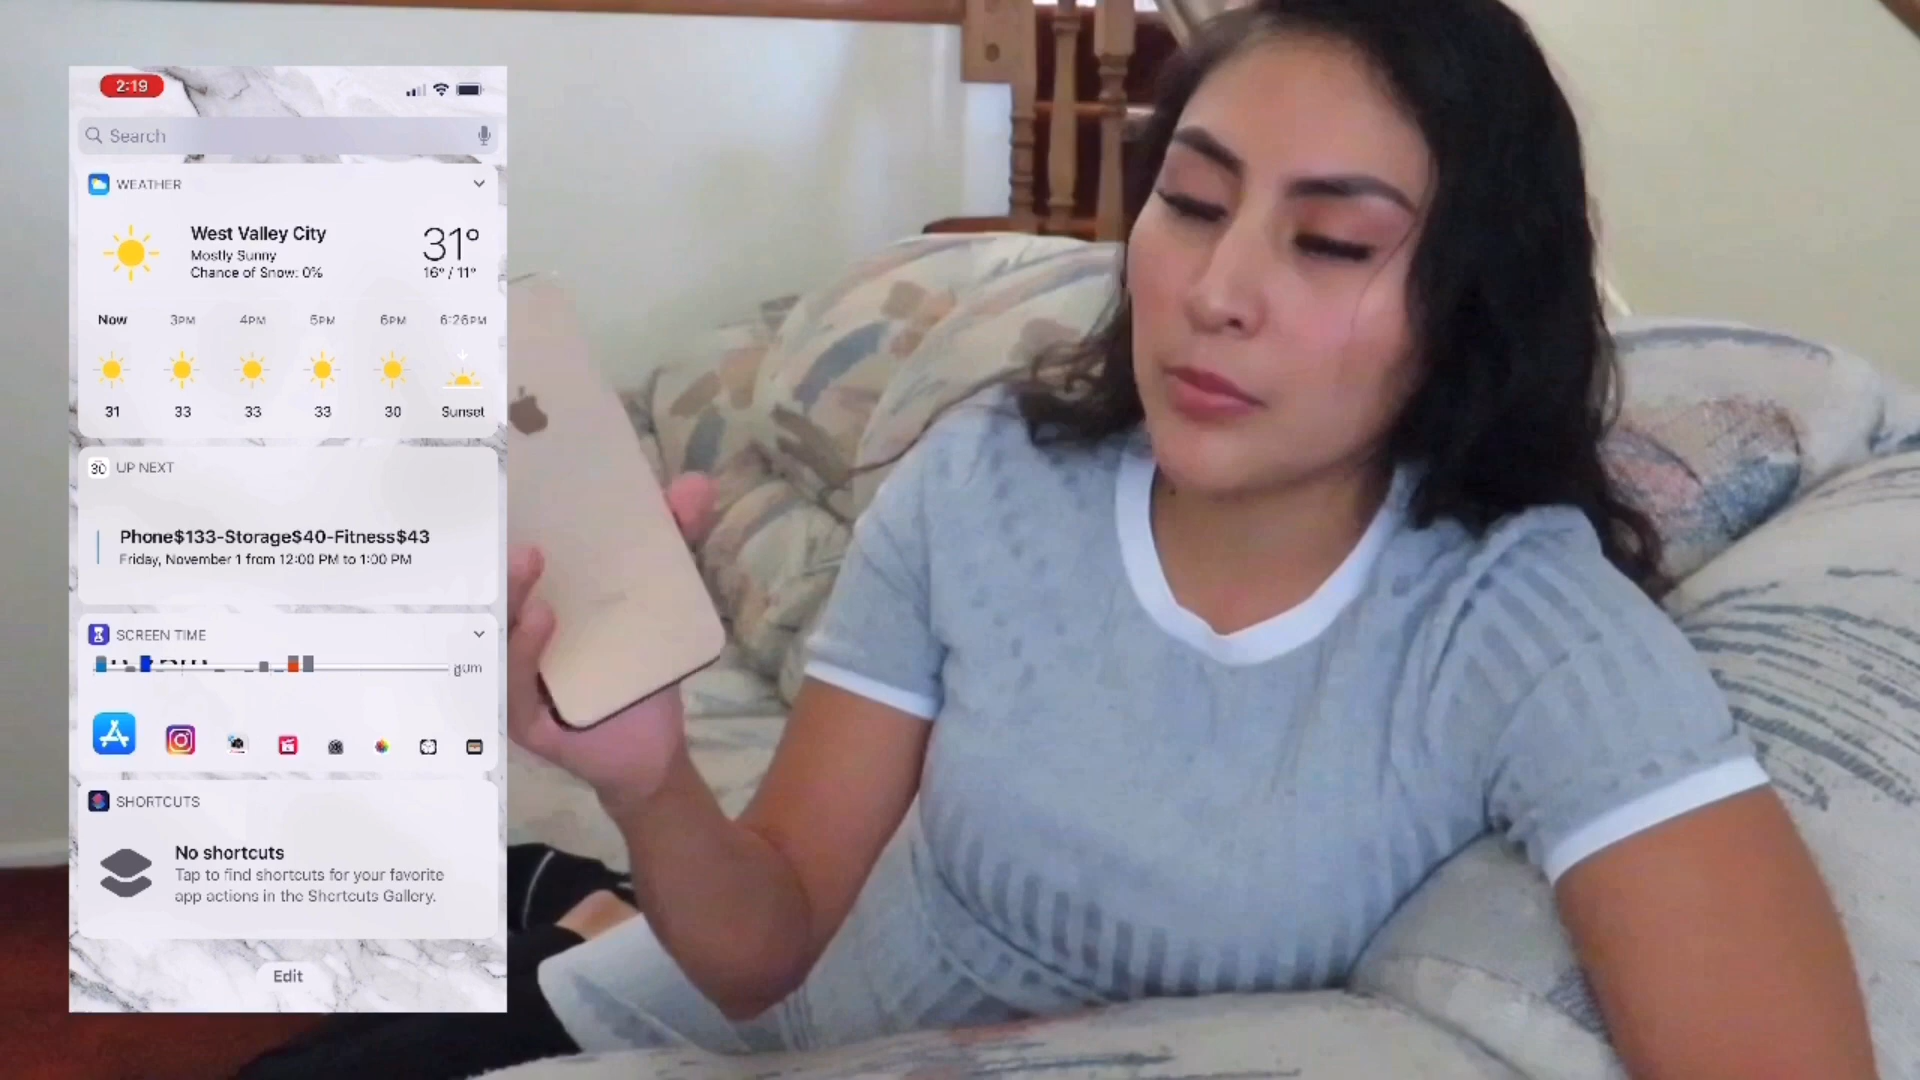 2:19
Search
WEATHER
West Valley City
Mostly Sunny
Chance of Snow: 0%
31°
16° / 11°
Now 3PM 4PM 5PM 6PM 6:26PM
31 33 33 33 30 Sunset
30 UP NEXT
Phone$133-Storage$40-Fitness$43
Friday, November 1 from 12:00 PM to 1:00 PM
SCREEN TIME
SHORTCUTS
No shortcuts
Tap to find shortcuts for your favorite
app actions in the Shortcuts Gallery.
Edit